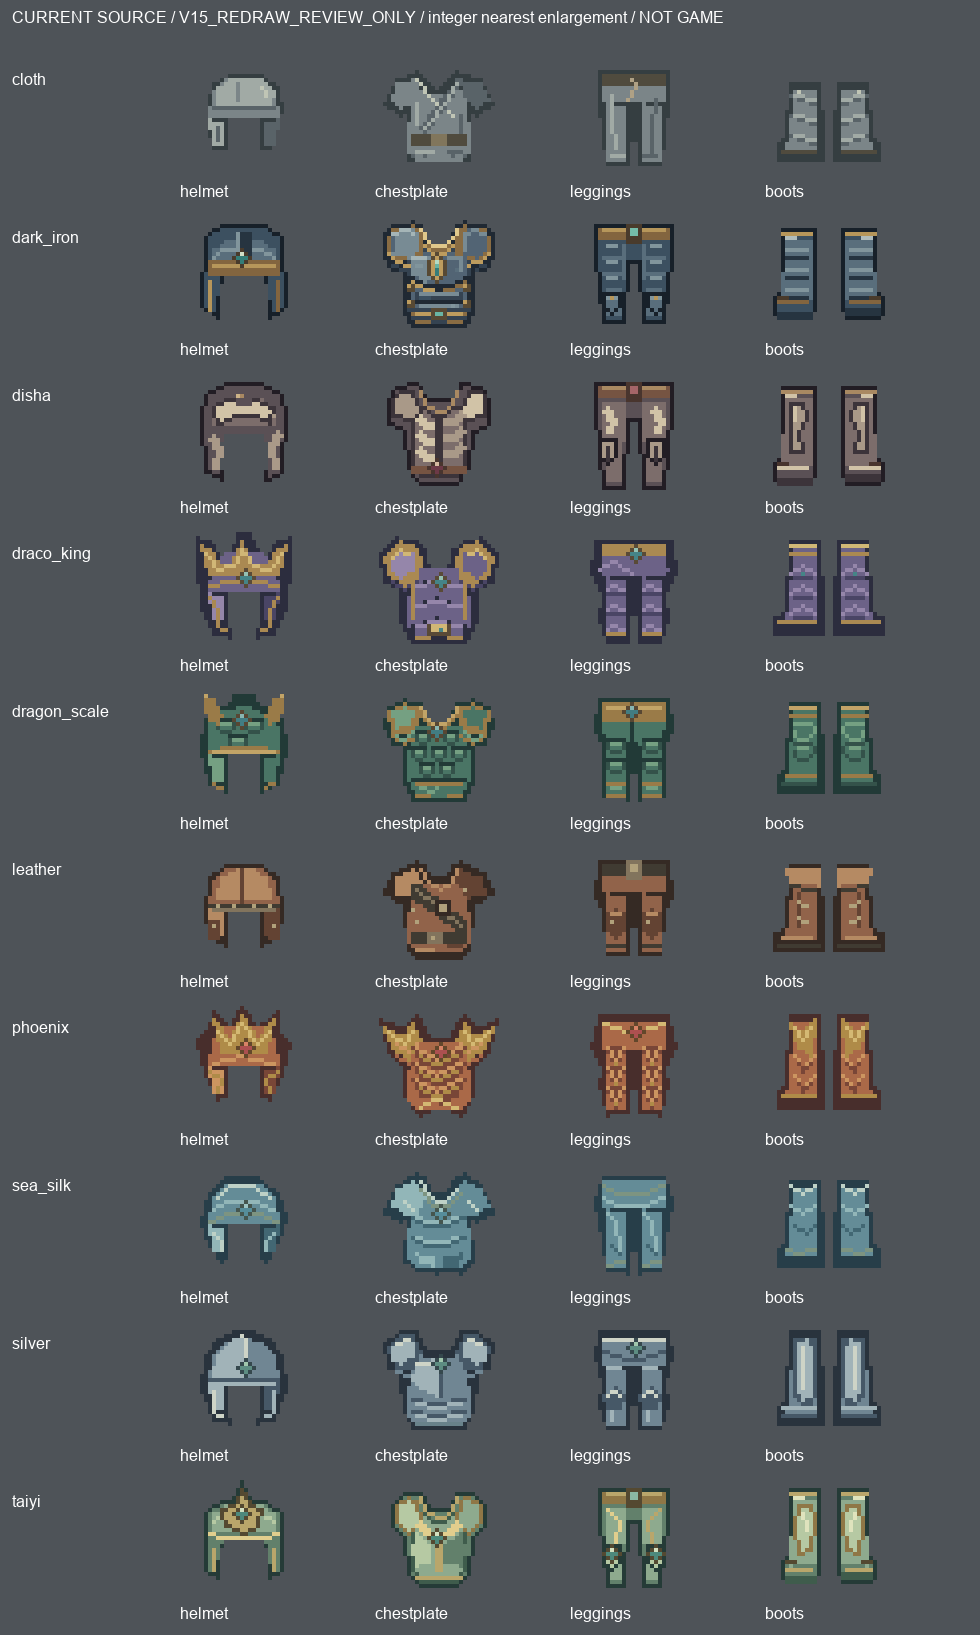 CURRENT SOURCE / V15_REDRAW_REVIEW_ONLY / integer nearest enlargement / NOT GAME
cloth
helmet chestplate leggings boots
dark_iron
helmet chestplate leggings boots
disha
helmet chestplate leggings boots
draco_king
helmet chestplate leggings boots
dragon_scale
helmet chestplate leggings boots
leather
helmet chestplate leggings boots
phoenix
helmet chestplate leggings boots
sea_silk
helmet chestplate leggings boots
silver
helmet chestplate leggings boots
taiyi
helmet chestplate leggings boots